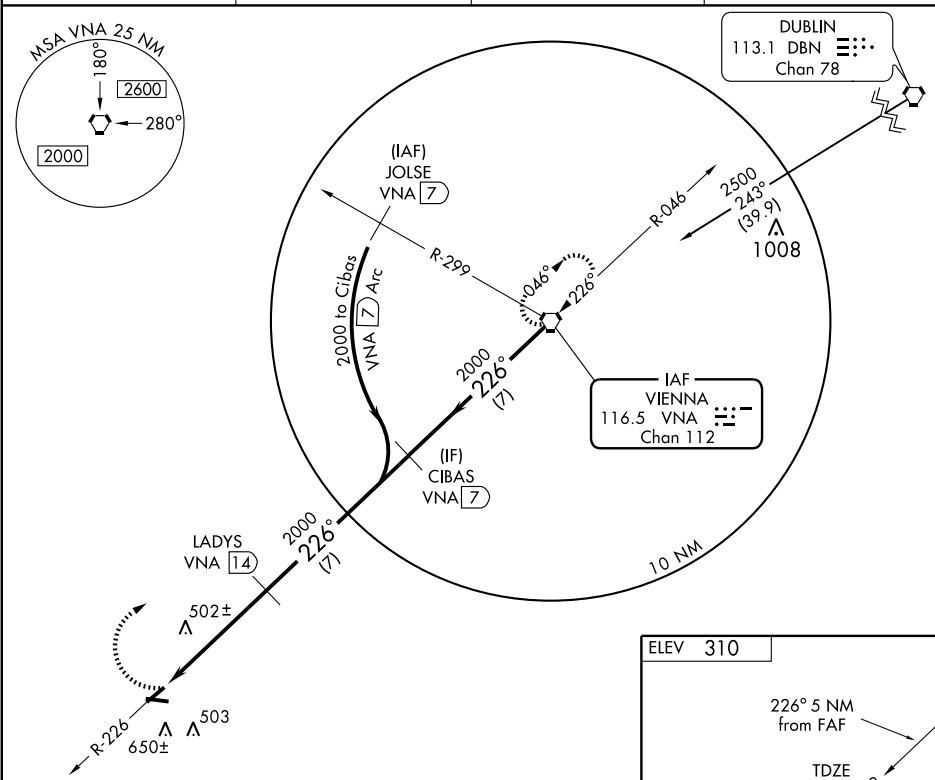 MSA VNA 25 NM
180°
2600
280°
2000
DUBLIN
113.1 DBN
Chan 78
(IAF)
JOLSE
VNA 7
R-299
R-046
2500
243°
(39.9)
1008
046°
226°
2000 to Cibas
VNA 7 Arc
2000
226°
(7)
IAF
VIENNA
116.5 VNA
Chan 112
(IF)
CIBAS
VNA 7
2000
226°
(7)
LADYS
VNA 14
10 NM
502±
503
650±
R-226
ELEV 310
226° 5 NM
from FAF
TDZE